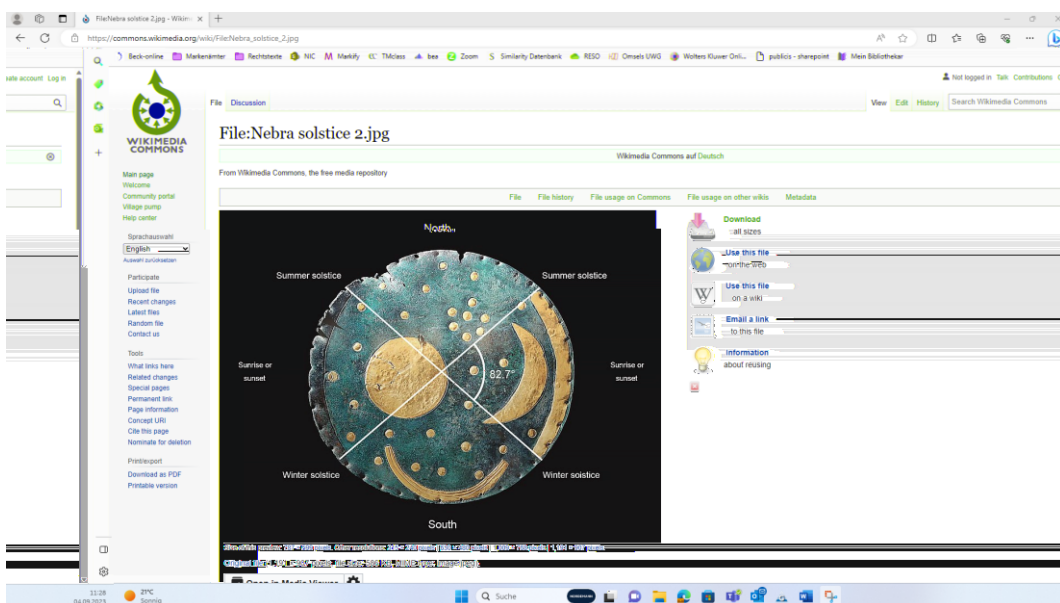 File:Nebra solstice 2.jpg - Wikim
https://commons.wikimedia.org/wiki/File:Nebra_solstice_2.jpg
Beck-online Markenämter Rechtstexte NIC Markify TMclass bea Zoom Similarity Datenbank RESO Omsels UWG Wolters Kluwer Onli... publicis - sharepoint Mein Bibliothekar
eate account Log in
Not logged in Talk Contributions
File Discussion
View Edit History Search Wikimedia Commons
WIKIMEDIA
COMMONS
File:Nebra solstice 2.jpg
Wikimedia Commons auf Deutsch
From Wikimedia Commons, the free media repository
File File history File usage on Commons File usage on other wikis Metadata
Main page
Welcome
Community portal
Village pump
Help center
Sprachauswahl
English
Auswahl zurücksetzen
Participate
Upload file
Recent changes
Latest files
Random file
Contact us
Tools
What links here
Related changes
Special pages
Permanent link
Page information
Concept URI
Cite this page
Nominate for deletion
Print/export
Download as PDF
Printable version
North
Summer solstice
Summer solstice
Sunrise or
sunset
82.7°
Sunrise or
sunset
Winter solstice
Winter solstice
South
Download
all sizes
Use this file
on the web
Use this file
on a wiki
Email a link
to this file
Information
about reusing
Open in Media Viewer
11:28
04.09.2023
21°C
Sonnig
Suche